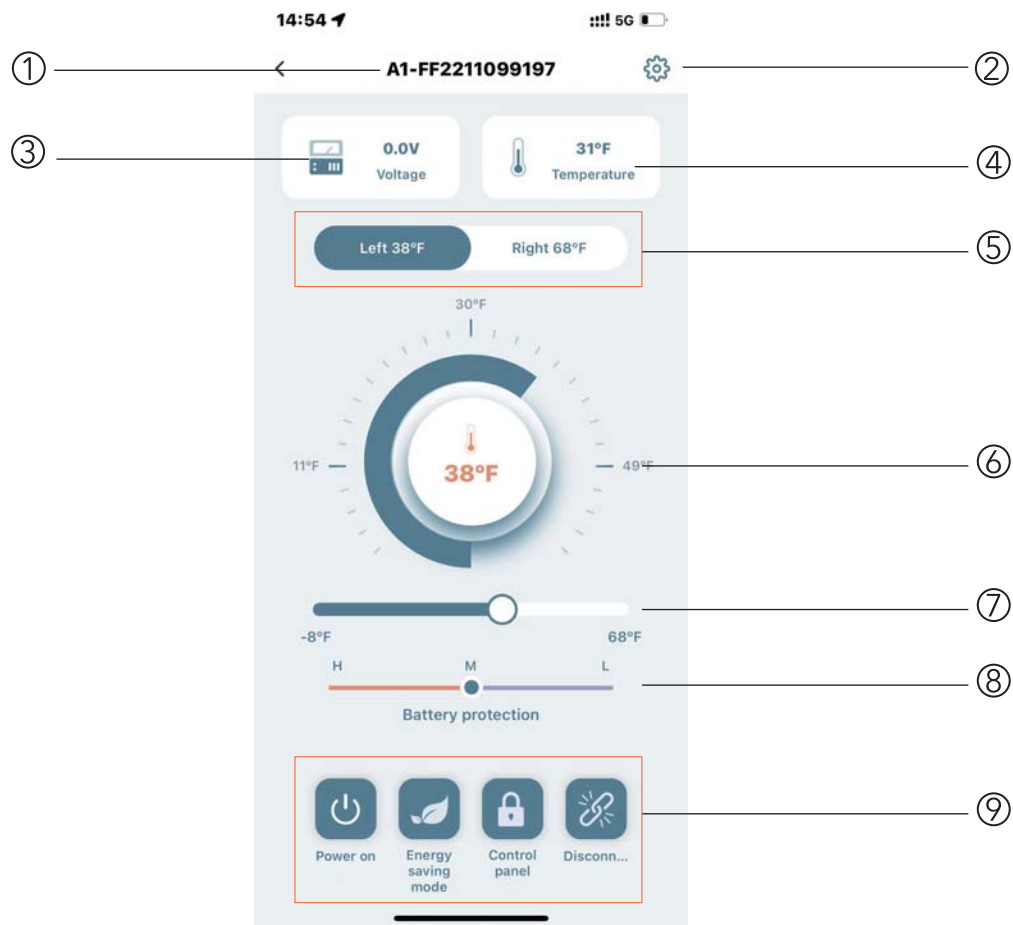 14:54 5G
① A1-FF2211099197 ②
③ 0.0V
Voltage
31°F
Temperature ④
Left 38°F Right 68°F ⑤
30°F
11°F 38°F 49°F ⑥
⑦
-8°F 68°F
H M L
⑧
Battery protection
⑨
Power on
Energy
saving
mode
Control
panel
Disconn...